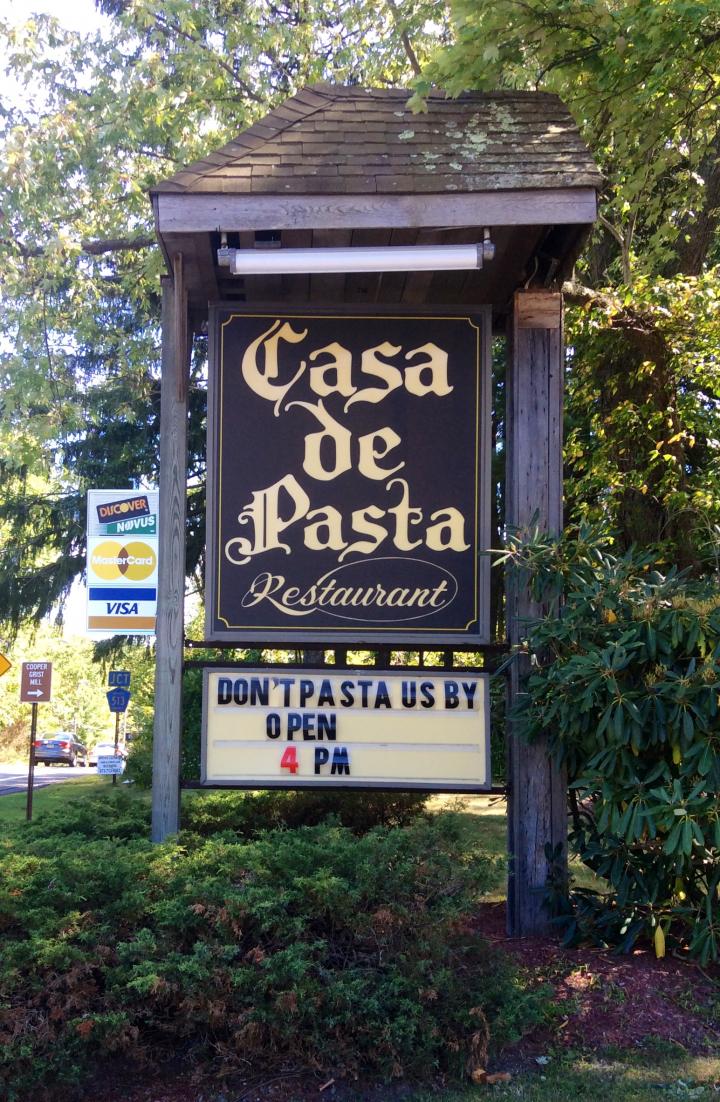 Casa
de
Pasta
Restaurant
DISCOVER
NOVUS
MasterCard
VISA
DON'T PASTA US BY
OPEN
4 PM
COOPER
GRIST
MILL
JCT
513